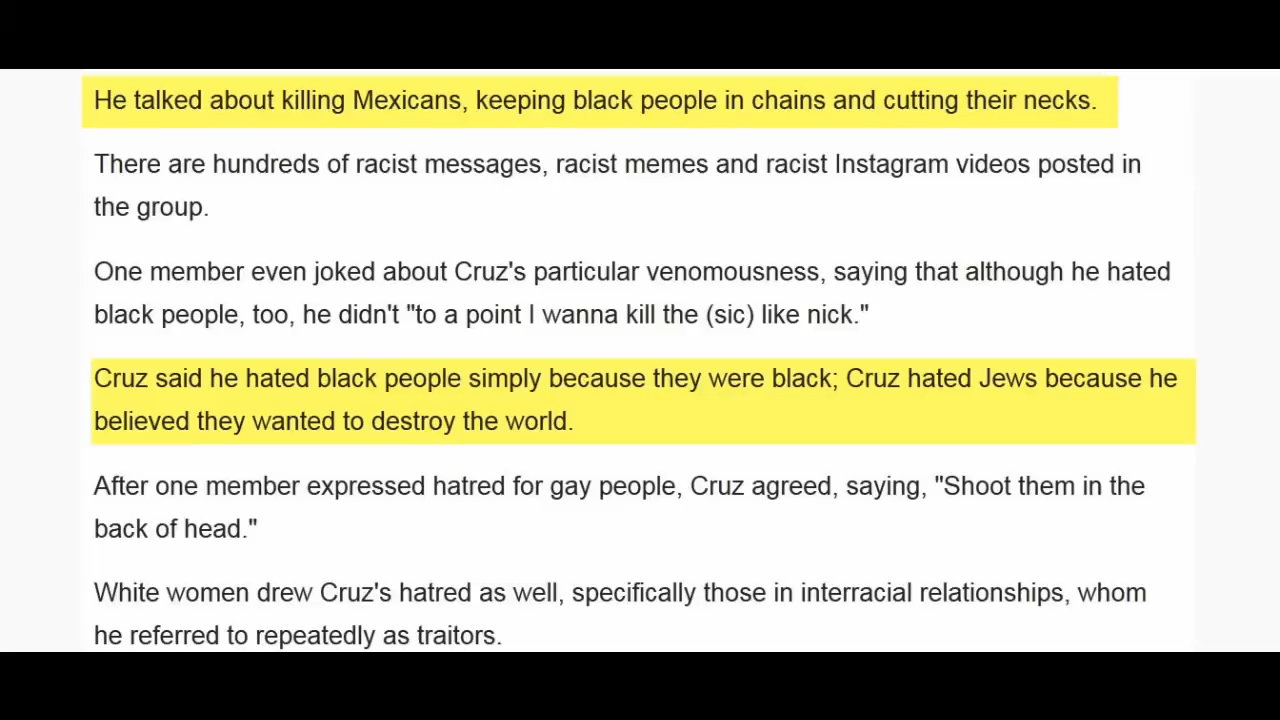 He talked about killing Mexicans, keeping black people in chains and cutting their necks.
There are hundreds of racist messages, racist memes and racist Instagram videos posted in
the group.
One member even joked about Cruz's particular venomousness, saying that although he hated
black people, too, he didn't "to a point I wanna kill the (sic) like nick."
Cruz said he hated black people simply because they were black; Cruz hated Jews because he
believed they wanted to destroy the world.
After one member expressed hatred for gay people, Cruz agreed, saying, "Shoot them in the
back of head."
White women drew Cruz's hatred as well, specifically those in interracial relationships, whom
he referred to repeatedly as traitors.